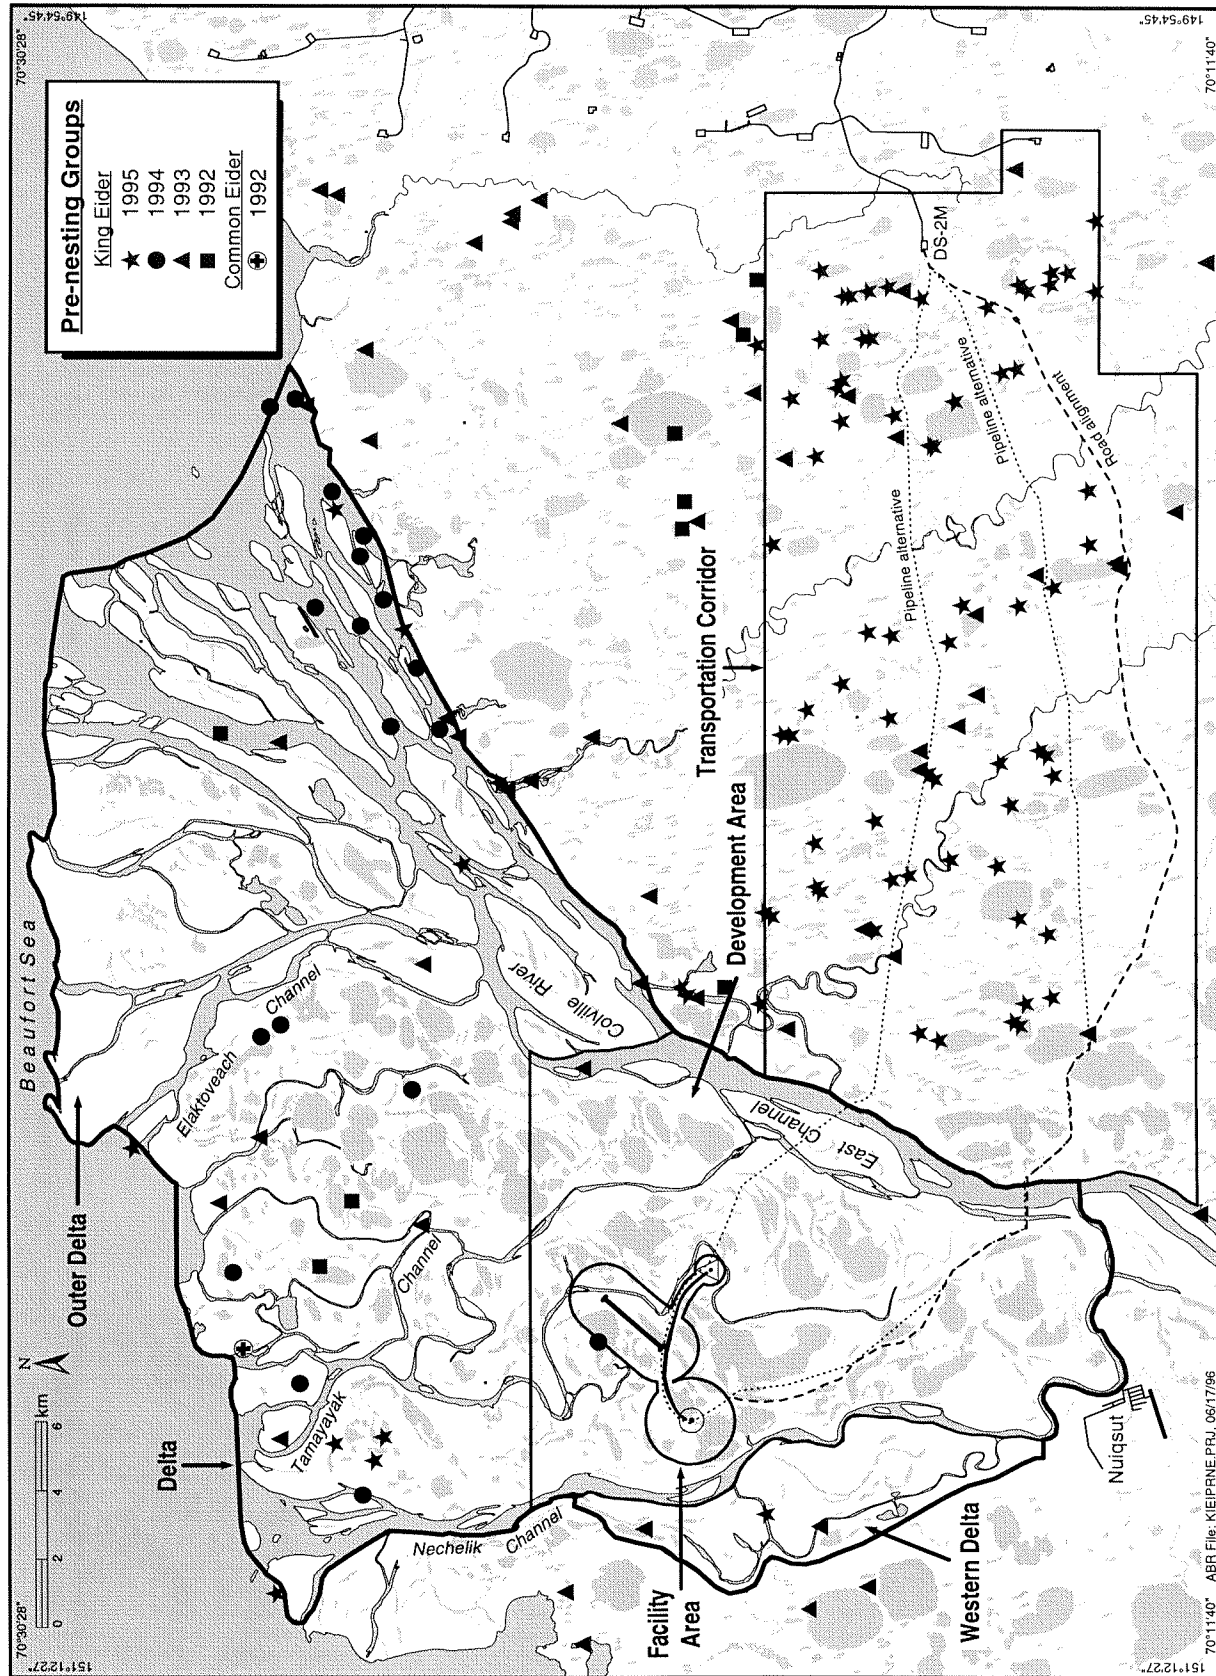 70°30'28"
149°54'45"
Pre-nesting Groups
King Eider
1995
1994
1993
1992
Common Eider
1992
149°54'45"
70°11'40"
DS-2M
Pipeline alternative
Pipeline alternative
Road alignment
Transportation Corridor
Development Area
Beaufort Sea
Outer Delta
Elaktoveach
Channel
Colville
River
East
Channel
N
km
0 2 4 6
Delta
Tamayayak
Channel
Nechelik
Channel
Facility
Area
Western Delta
Nuiqsut
70°30'28"
151°12'27"
151°12'27"
70°11'40"
ABR File: KIEIPRNE.PRJ, 06/17/96